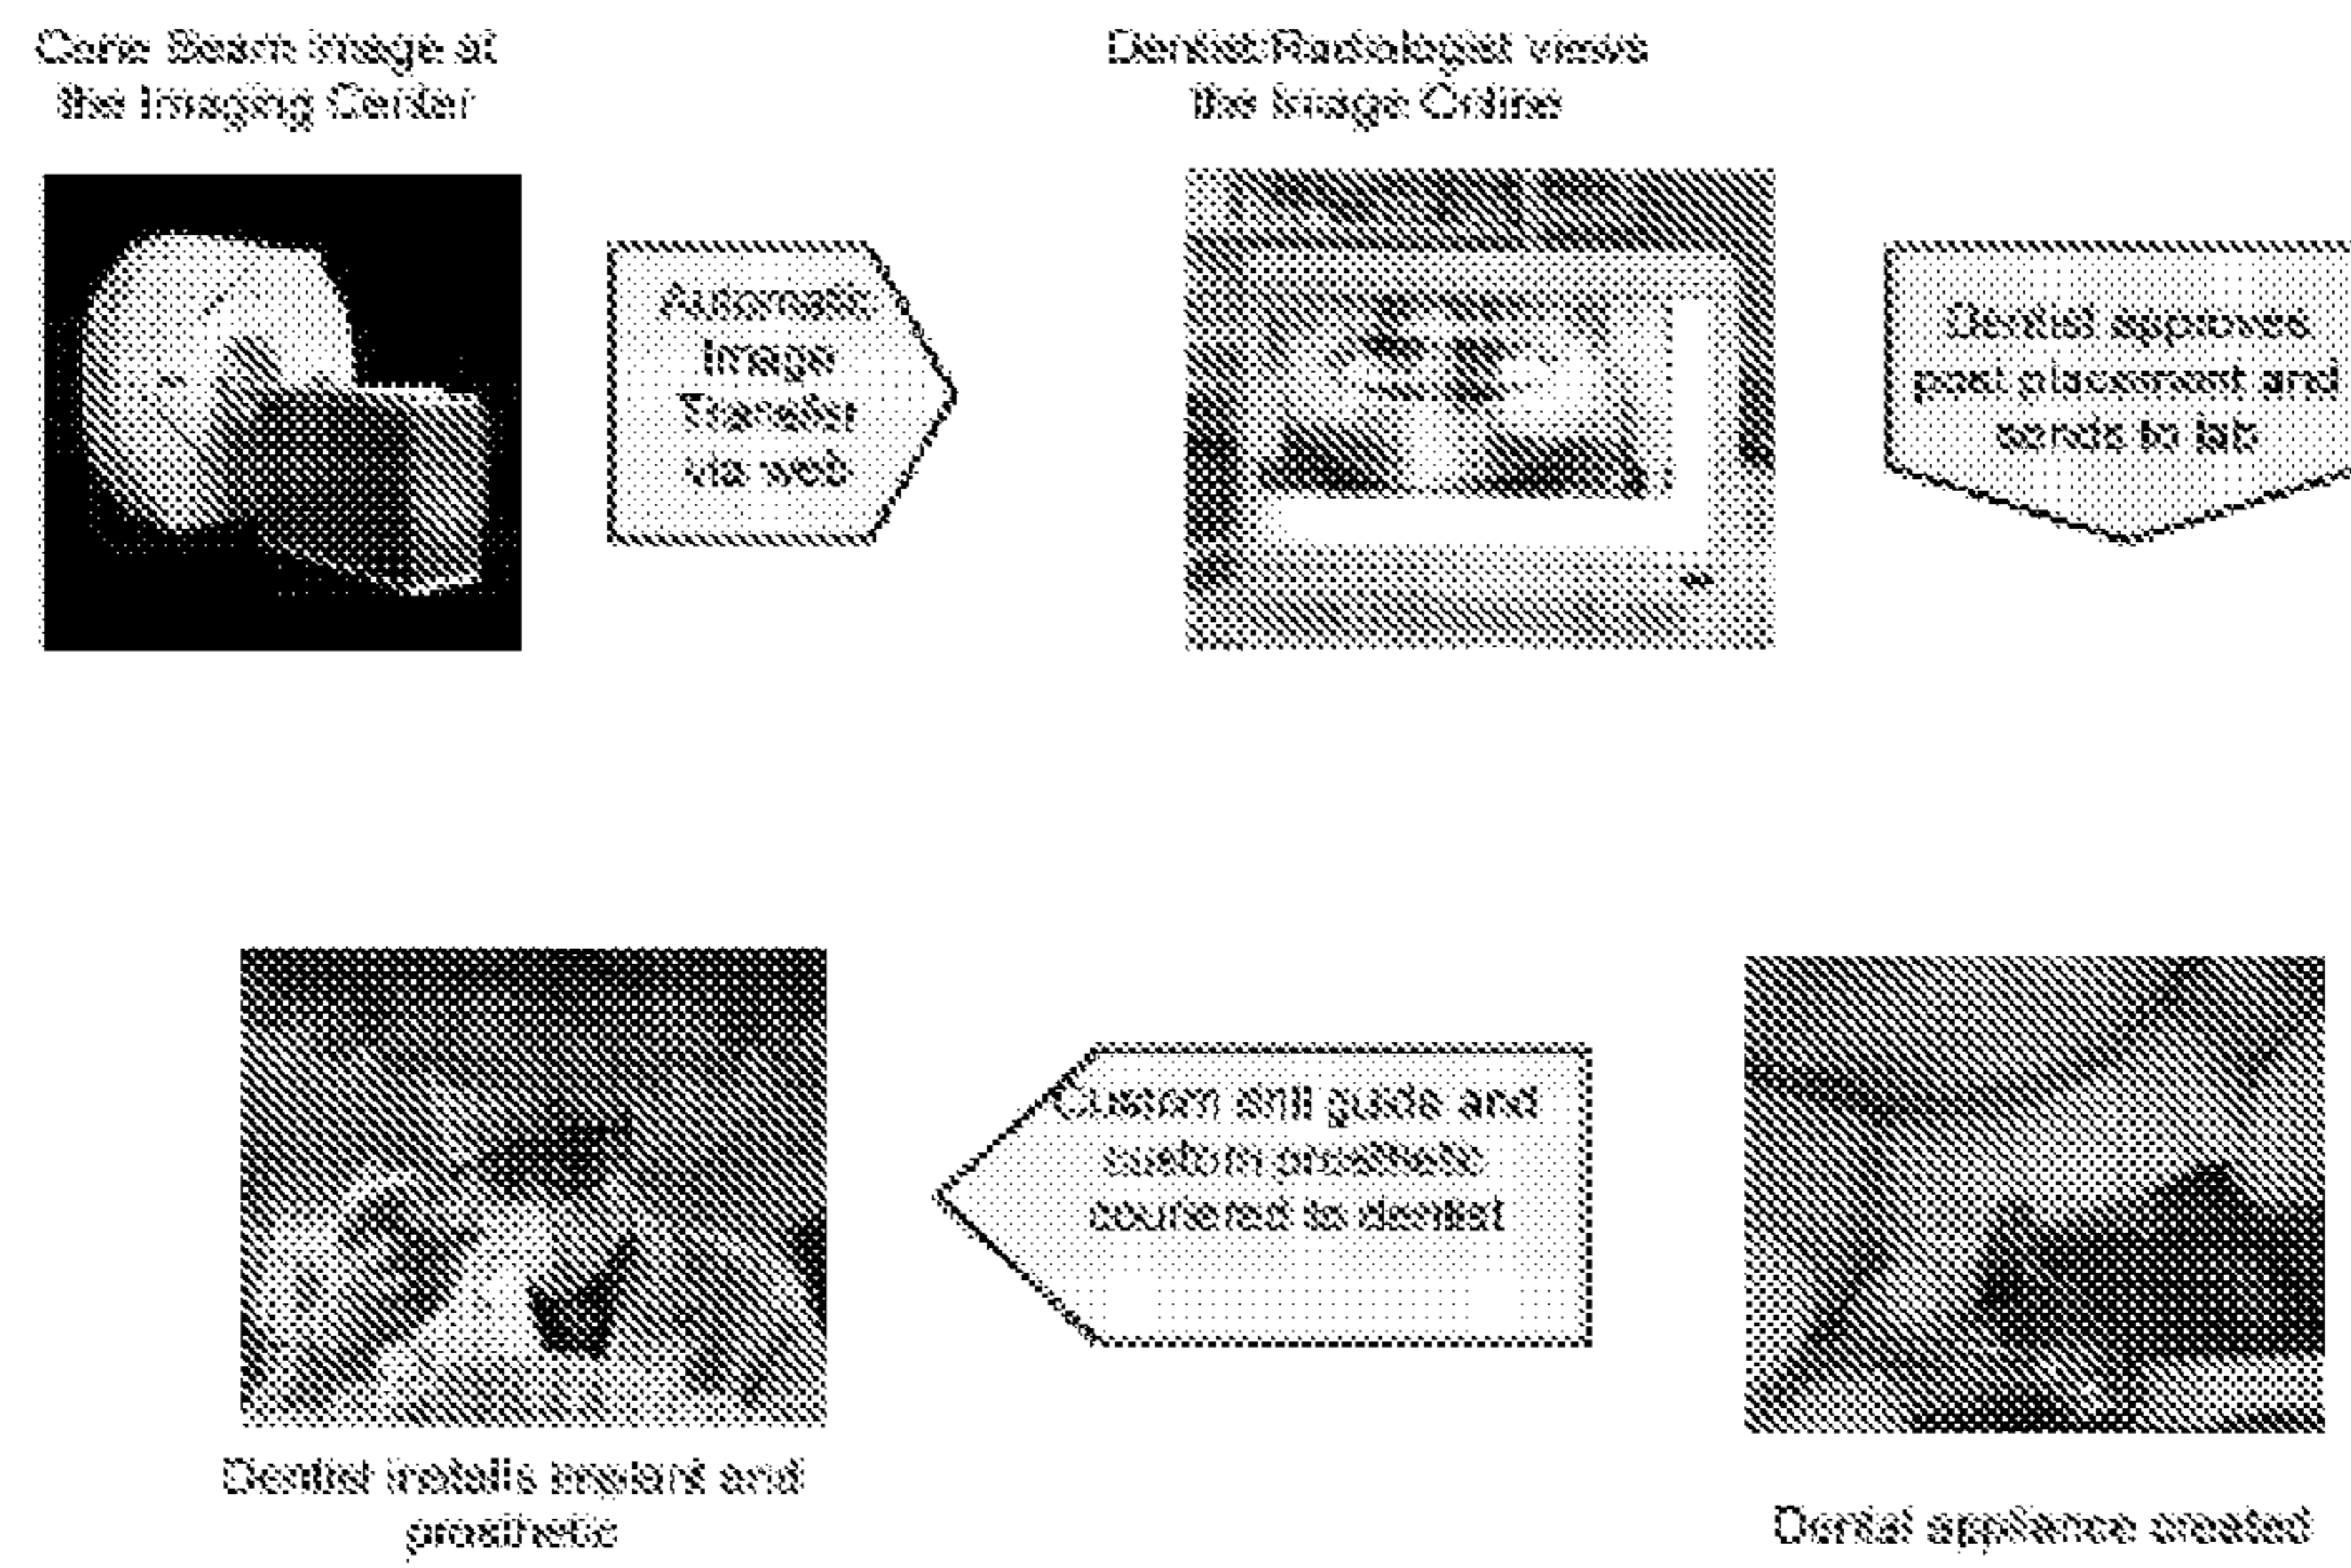 Cone Beam Image at
the Imaging Center
Dentist/Radiologist views
the Image Online
Automatic
Image
Transfer
via web
Dentist approves
post placement and
sends to lab
Custom drill guide and
custom prosthetic
couriered to dentist
Dentist installs implant and
prosthetic
Dental appliance created